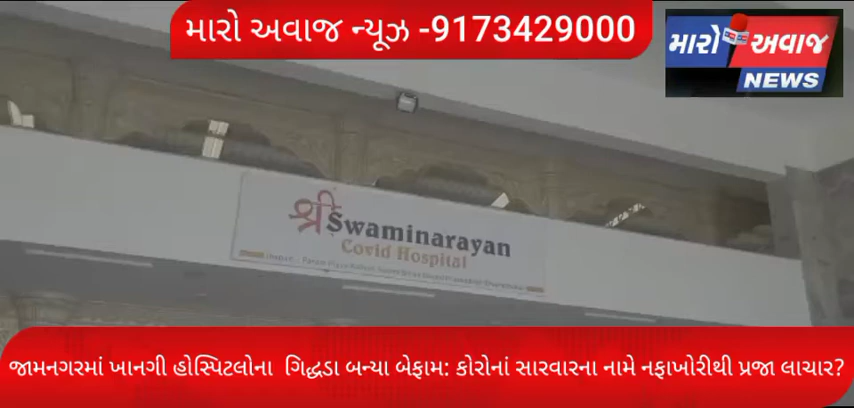 મારો અવાજ ન્યૂઝ -9173429000
મારો અવાજ
NEWS
શ્રી Swaminarayan
Covid Hospital
જામનગરમાં ખાનગી હોસ્પિટલોના ગિદ્ધડા બન્યા બેફામ: કોરોનાં સારવારના નામે નફાખોરીથી પ્રજા લાચાર?